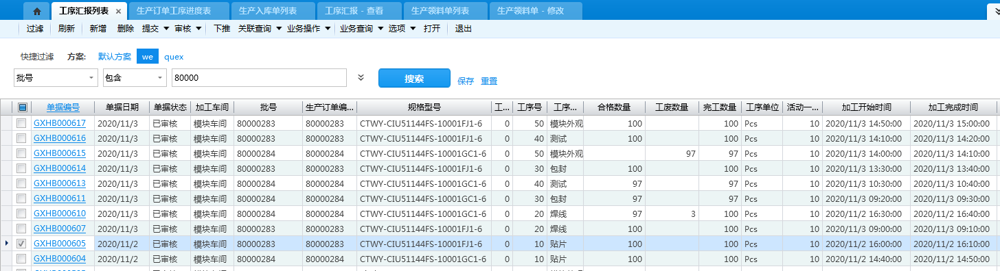 工序汇报列表 × 生产订单工序进度表 生产入库单列表 工序汇报 - 查看 生产领料单列表 生产领料单 - 修改
过滤 刷新 新增 删除 提交 审核 下推 关联查询 业务操作 业务查询 选项 打开 退出
快捷过滤 方案: 默认方案 we quex
批号 包含 80000 搜索 保存 重置
单据编号 单据日期 单据状态 加工车间 批号 生产订单编... 规格型号 工... 工序号 工序... 合格数量 工废数量 完工数量 工序单位 活动一... 加工开始时间 加工完成时间
GXHB000617 2020/11/3 已审核 模块车间 80000283 80000283 CTWY-CIU51144FS-10001FJ1-6 0 50 模块外观 100 100 Pcs 10 2020/11/3 14:50:00 2020/11/3 15:00:00
GXHB000616 2020/11/3 已审核 模块车间 80000283 80000283 CTWY-CIU51144FS-10001FJ1-6 0 40 测试 100 100 Pcs 10 2020/11/3 14:10:00 2020/11/3 14:20:00
GXHB000615 2020/11/3 已审核 模块车间 80000284 80000284 CTWY-CIU51144FS-10001GC1-6 0 50 模块外观 97 97 Pcs 10 2020/11/3 14:00:00 2020/11/3 14:10:00
GXHB000614 2020/11/3 已审核 模块车间 80000283 80000283 CTWY-CIU51144FS-10001FJ1-6 0 30 包封 100 100 Pcs 10 2020/11/3 13:30:00 2020/11/3 13:40:00
GXHB000613 2020/11/3 已审核 模块车间 80000284 80000284 CTWY-CIU51144FS-10001GC1-6 0 40 测试 97 97 Pcs 10 2020/11/3 10:30:00 2020/11/3 10:40:00
GXHB000611 2020/11/3 已审核 模块车间 80000284 80000284 CTWY-CIU51144FS-10001GC1-6 0 30 包封 97 97 Pcs 10 2020/11/3 09:20:00 2020/11/3 09:30:00
GXHB000610 2020/11/3 已审核 模块车间 80000284 80000284 CTWY-CIU51144FS-10001GC1-6 0 20 焊线 97 3 100 Pcs 10 2020/11/2 16:30:00 2020/11/2 16:40:00
GXHB000607 2020/11/3 已审核 模块车间 80000283 80000283 CTWY-CIU51144FS-10001FJ1-6 0 20 焊线 100 100 Pcs 10 2020/11/3 09:00:00 2020/11/3 09:10:00
GXHB000605 2020/11/2 已审核 模块车间 80000283 80000283 CTWY-CIU51144FS-10001FJ1-6 0 10 贴片 100 100 Pcs 10 2020/11/2 16:00:00 2020/11/2 16:10:00
GXHB000604 2020/11/2 已审核 模块车间 80000284 80000284 CTWY-CIU51144FS-10001GC1-6 0 10 贴片 100 100 Pcs 10 2020/11/2 14:40:00 2020/11/2 14:50:00